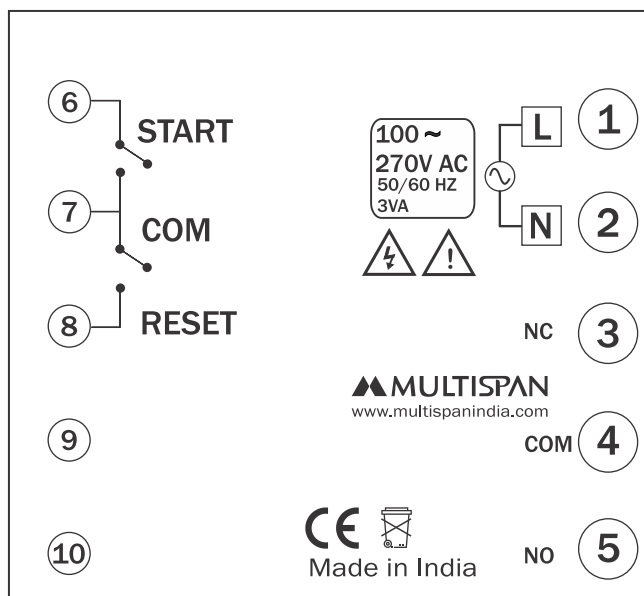 6
START
7
COM
8
RESET
9
10
100 ~
270V AC
50/60 HZ
3VA
L
1
N
2
NC
3
MULTISPAN
www.multispanindia.com
COM
4
CE
Made in India
NO
5